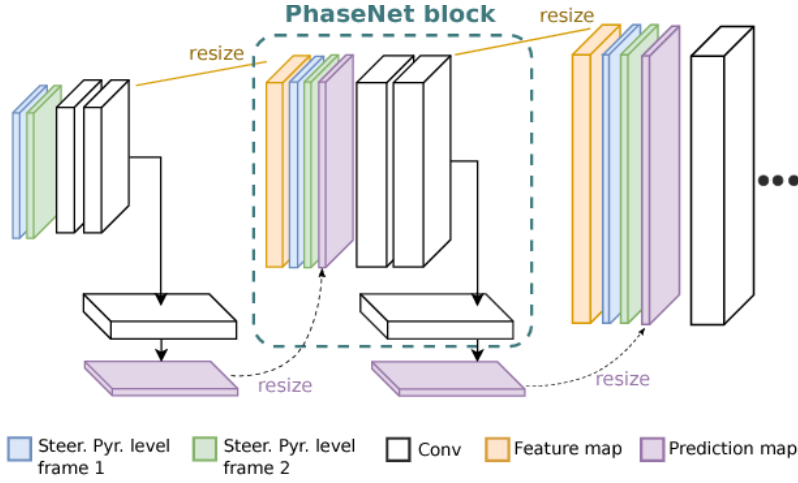 PhaseNet block
resize
resize
resize
resize
Steer. Pyr. level
frame 1
Steer. Pyr. level
frame 2
Conv
Feature map
Prediction map